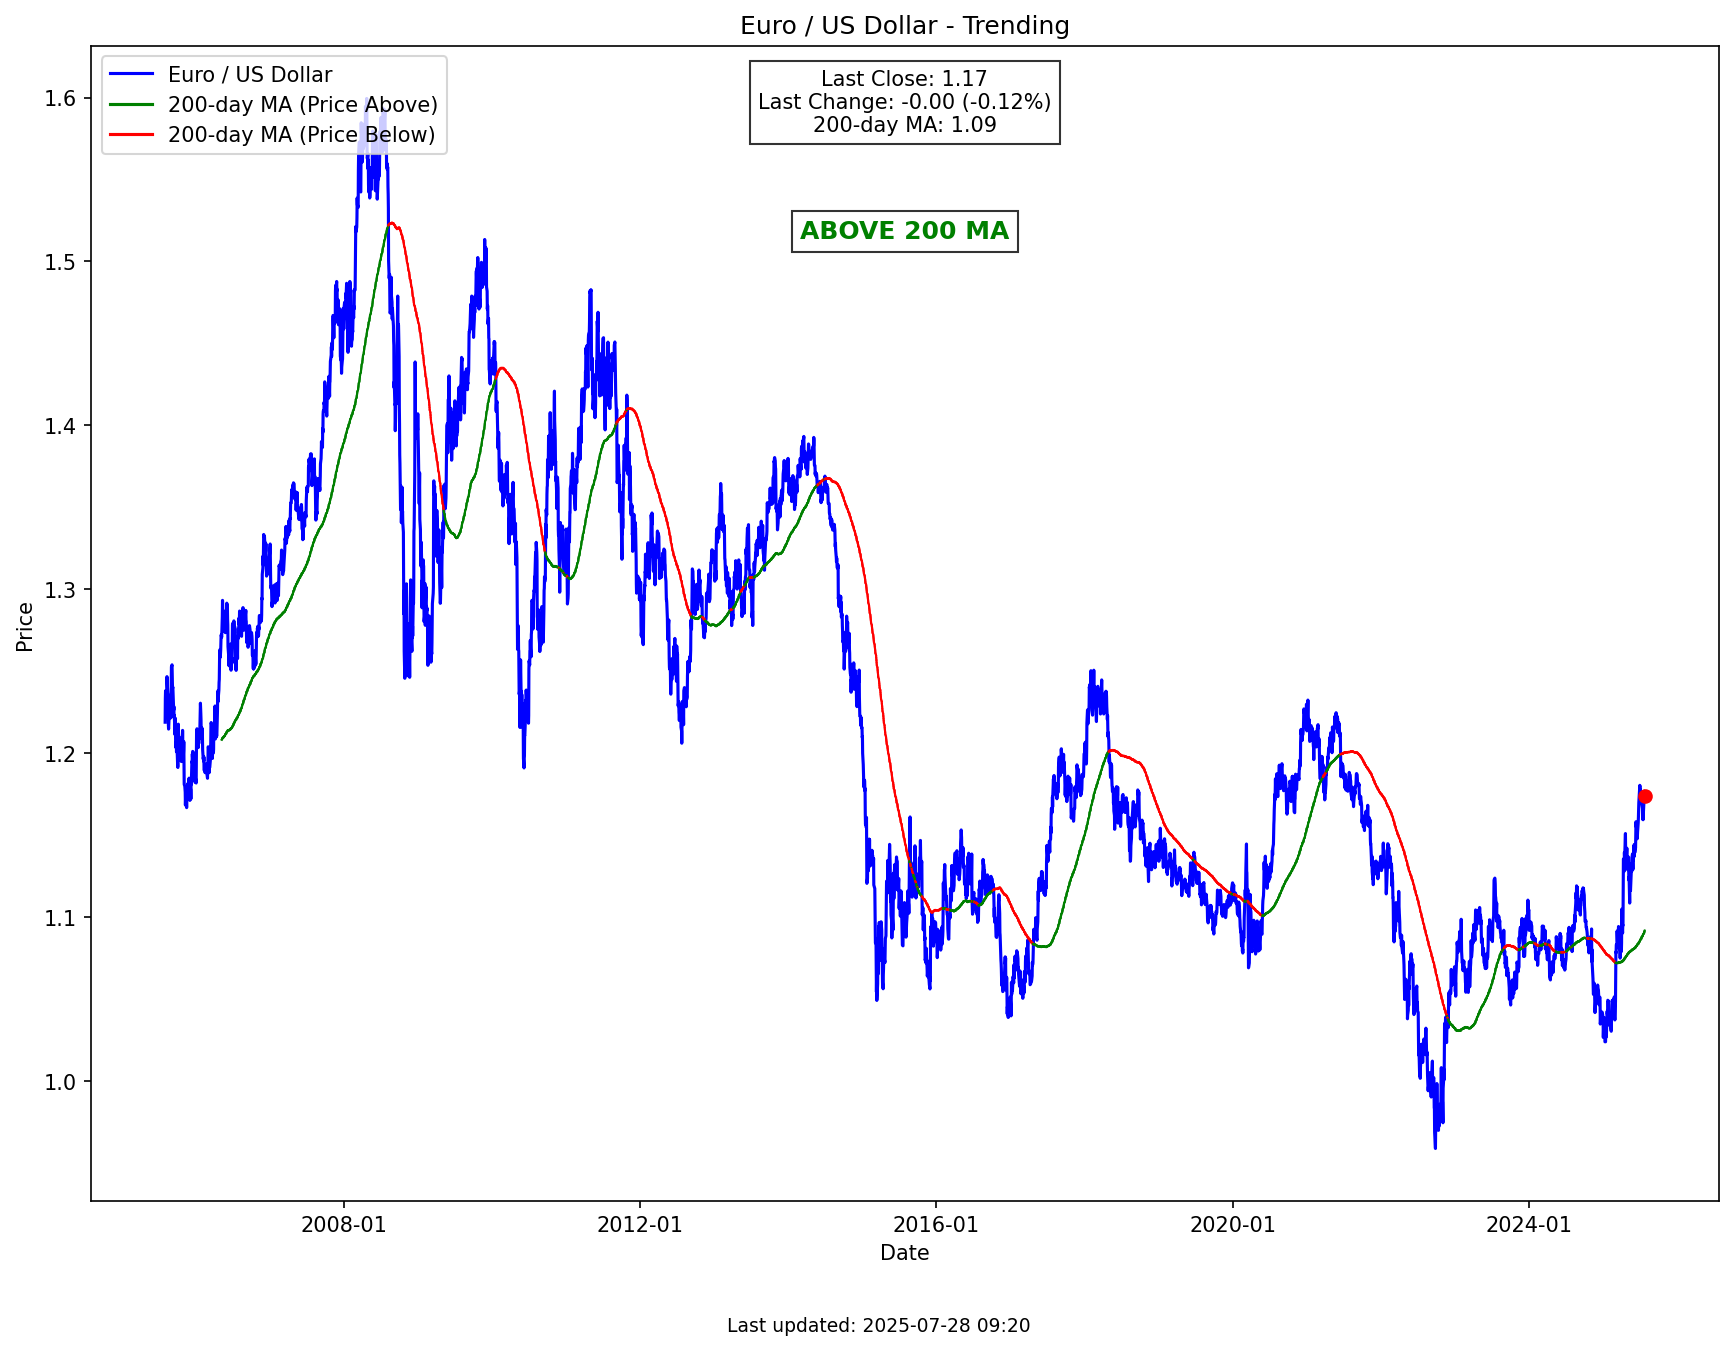 Euro / US Dollar - Trending
Euro / US Dollar
200-day MA (Price Above)
200-day MA (Price Below)
Last Close: 1.17
Last Change: -0.00 (-0.12%)
200-day MA: 1.09
ABOVE 200 MA
Price
1.6
1.5
1.4
1.3
1.2
1.1
1.0
2008-01
2012-01
2016-01
2020-01
2024-01
Date
Last updated: 2025-07-28 09:20